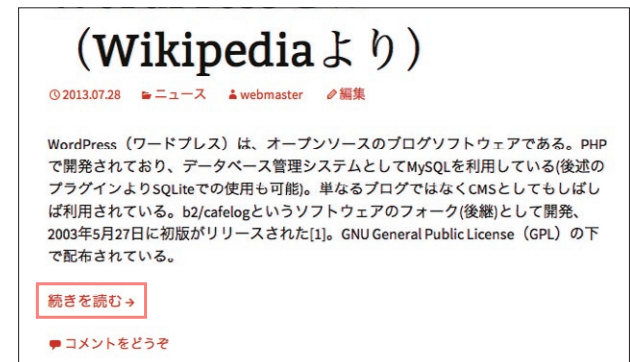 （Wikipediaより）
2013.07.28 ニュース webmaster 編集
WordPress（ワードプレス）は、オープンソースのブログソフトウェアである。PHP
で開発されており、データベース管理システムとしてMySQLを利用している(後述の
プラグインよりSQLiteでの使用も可能)。単なるブログではなくCMSとしてもしばし
ば利用されている。b2/cafelogというソフトウェアのフォーク(後継)として開発、
2003年5月27日に初版がリリースされた[1]。GNU General Public License（GPL）の下
で配布されている。
続きを読む →
コメントをどうぞ